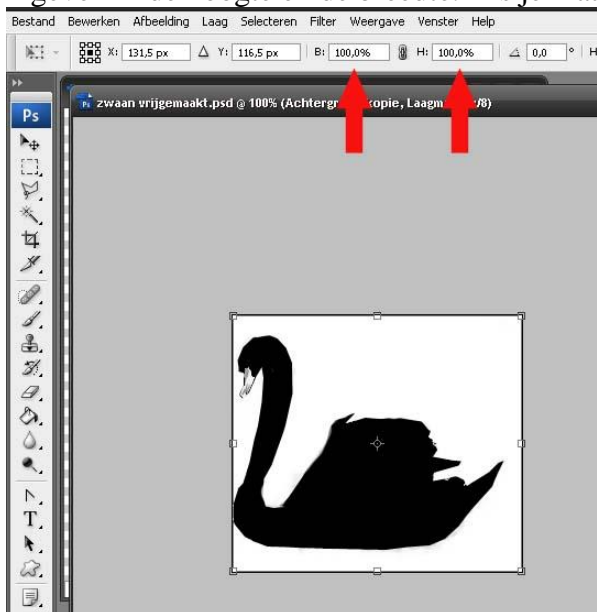 Bestand Bewerken Afbeelding Laag Selecteren Filter Weergave Venster Help
X: 131,5 px Y: 116,5 px B: 100,0% H: 100,0% 0,0 ° H
zwaan vrijgemaakt.psd @ 100% (Achtergr kopie, Laagm /8)
Ps
T